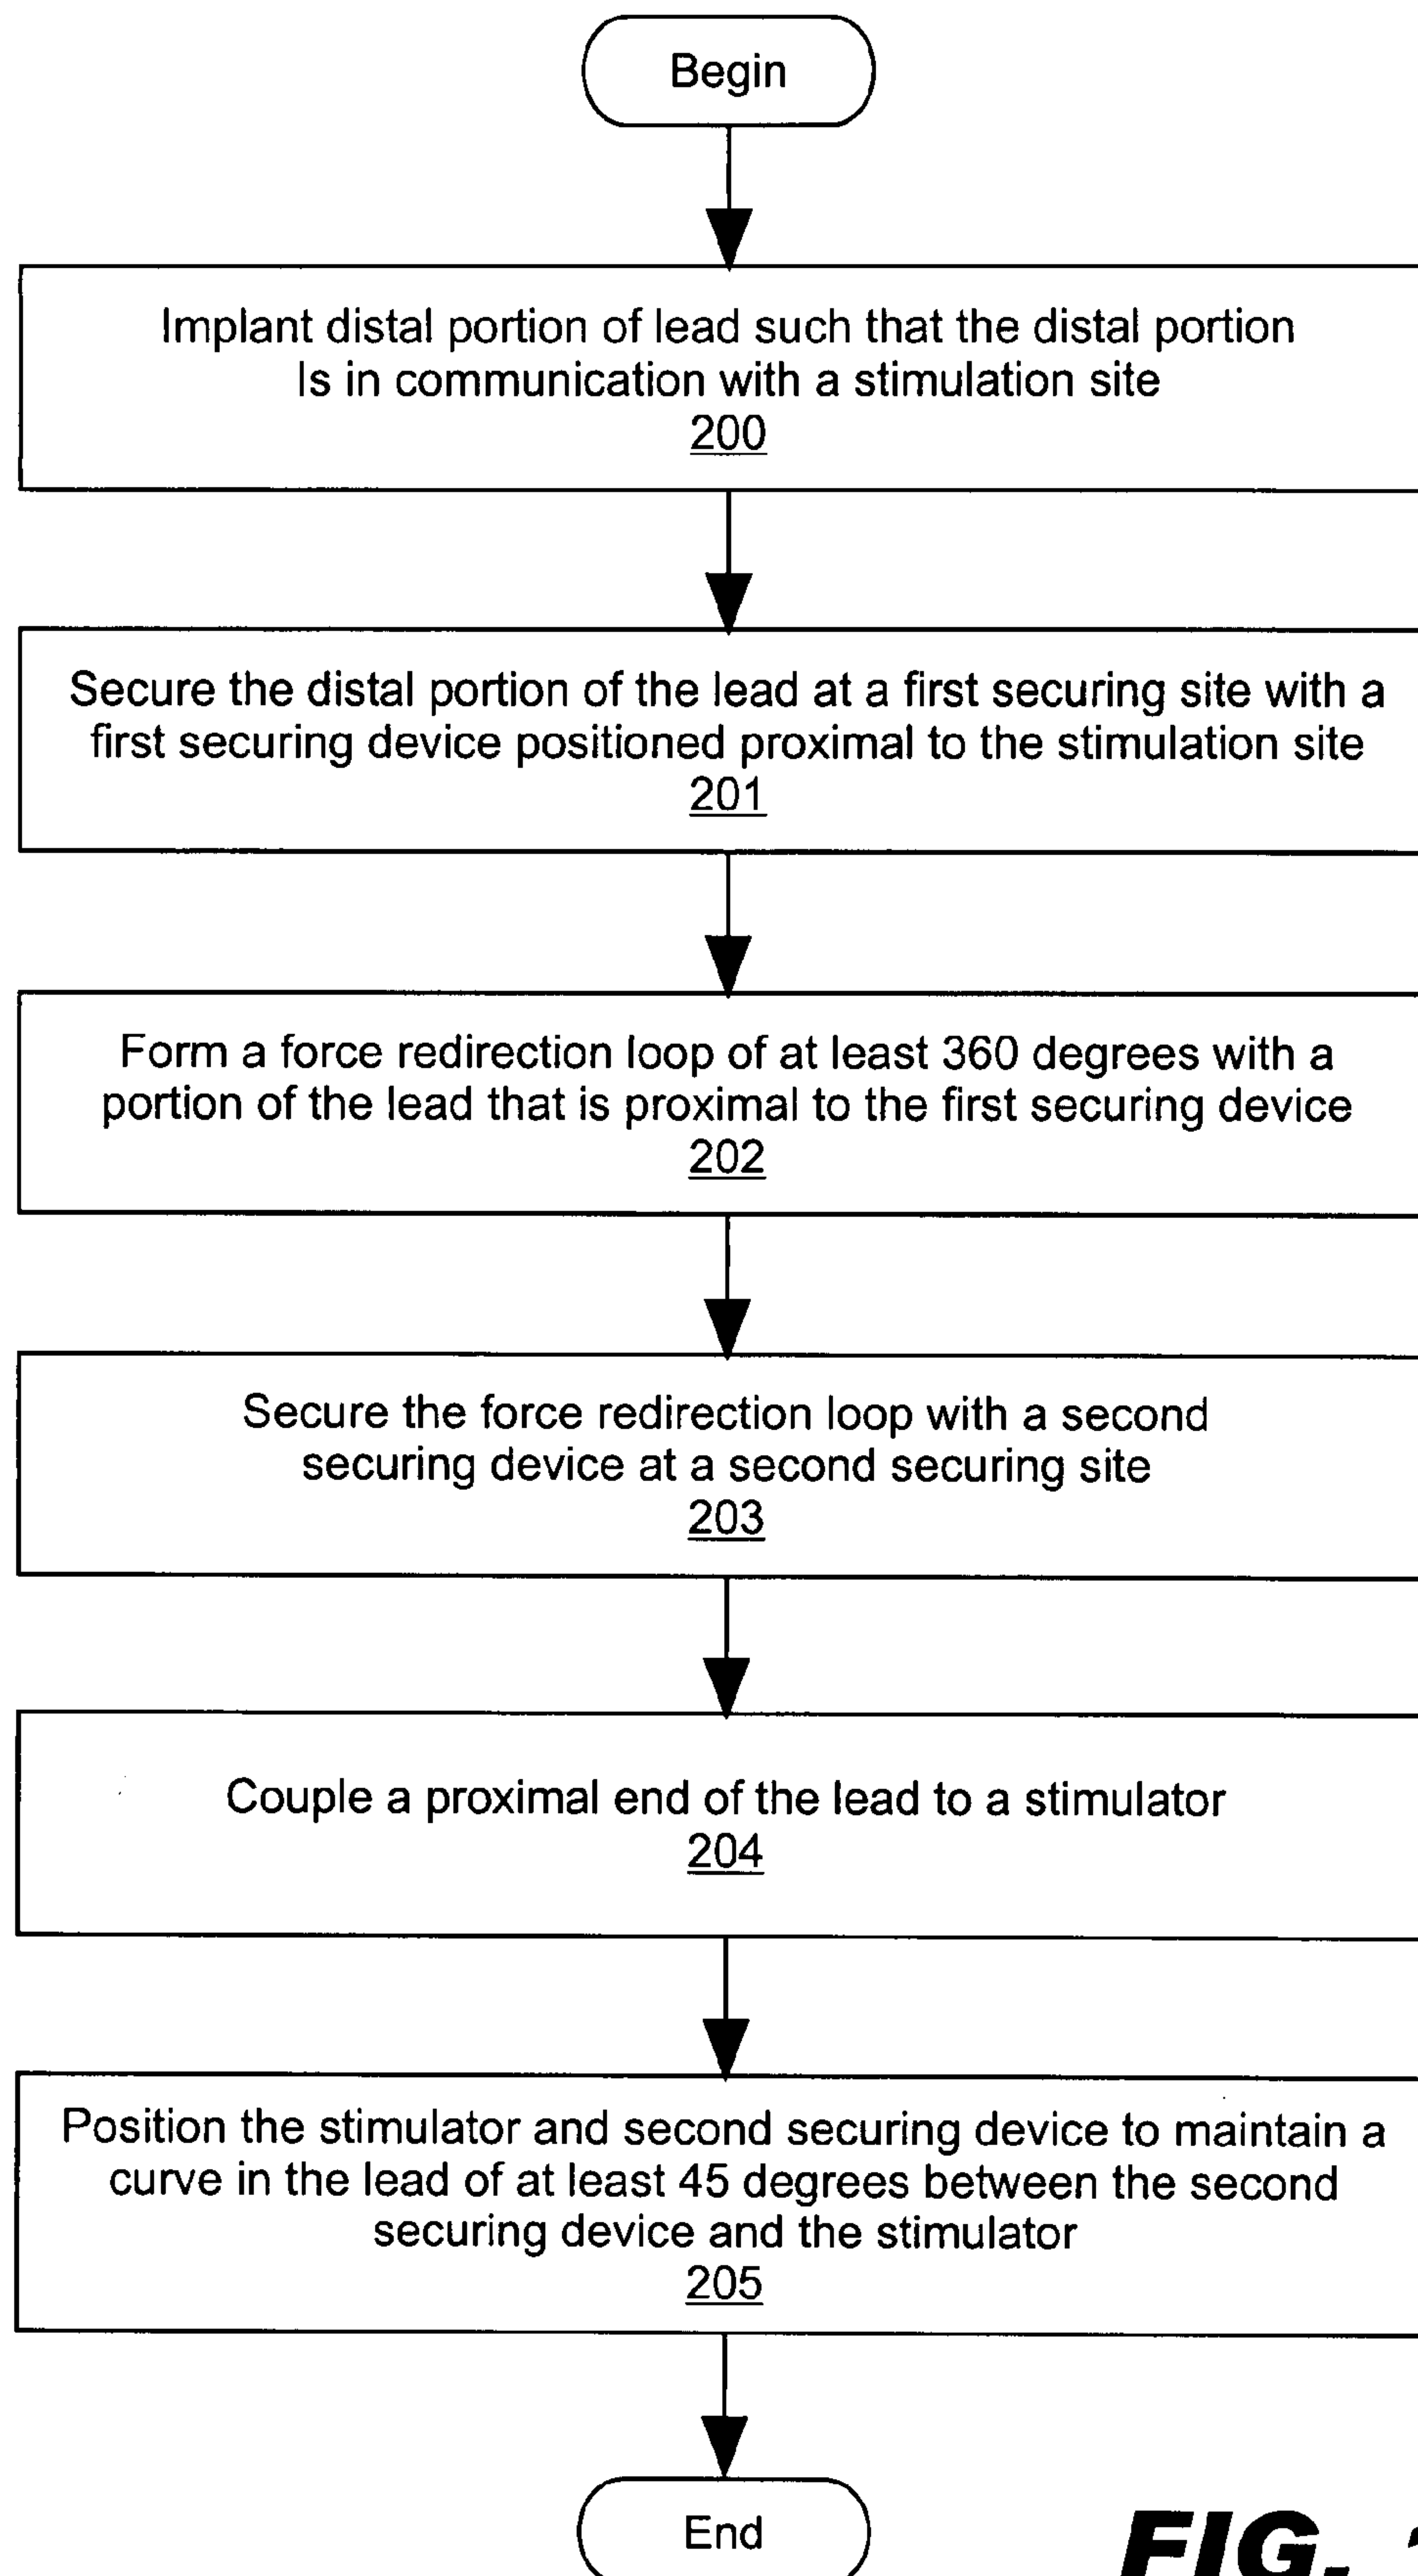 Begin
Implant distal portion of lead such that the distal portion
Is in communication with a stimulation site
200
Secure the distal portion of the lead at a first securing site with a
first securing device positioned proximal to the stimulation site
201
Form a force redirection loop of at least 360 degrees with a
portion of the lead that is proximal to the first securing device
202
Secure the force redirection loop with a second
securing device at a second securing site
203
Couple a proximal end of the lead to a stimulator
204
Position the stimulator and second securing device to maintain a
curve in the lead of at least 45 degrees between the second
securing device and the stimulator
205
End
FIG.